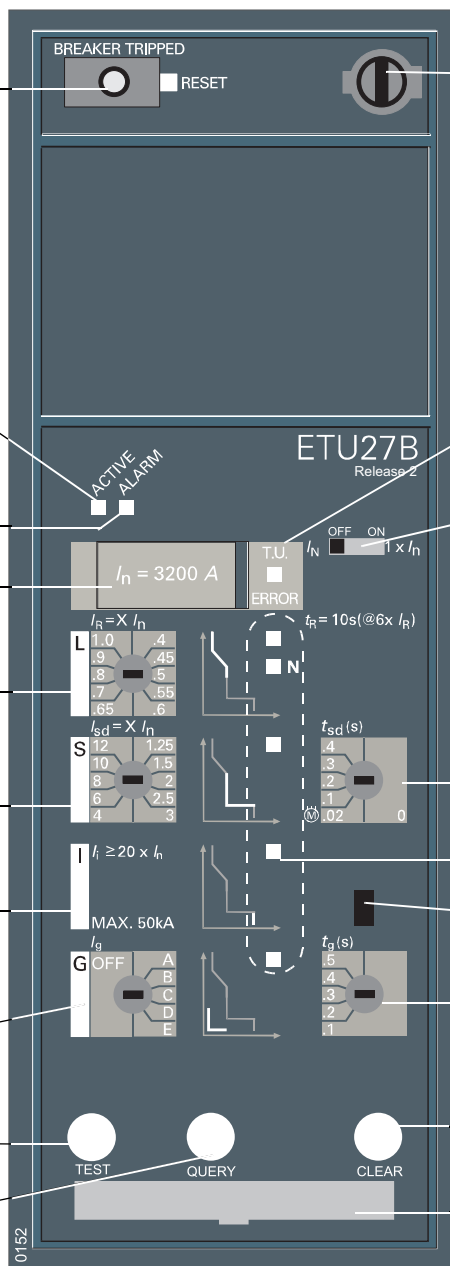 BREAKER TRIPPED
RESET
ETU27B
Release 2
ACTIVE
ALARM
T.U.
ERROR
IN OFF ON 1 x In
In = 3200 A
tR = 10s(@6x IR)
L
IR = X In
1.0 .4
.9 .45
.8 .5
.7 .55
.65 .6
N
S
Isd = X In
12 1.25
10 1.5
8 2
6 2.5
4 3
tsd (s)
.4
.3
.2
.1
M .02 0
I
Ii ≥ 20 x In
MAX. 50kA
G
Ig
OFF A
B
C
D
E
tg (s)
.5
.4
.3
.2
.1
TEST
QUERY
CLEAR
0152